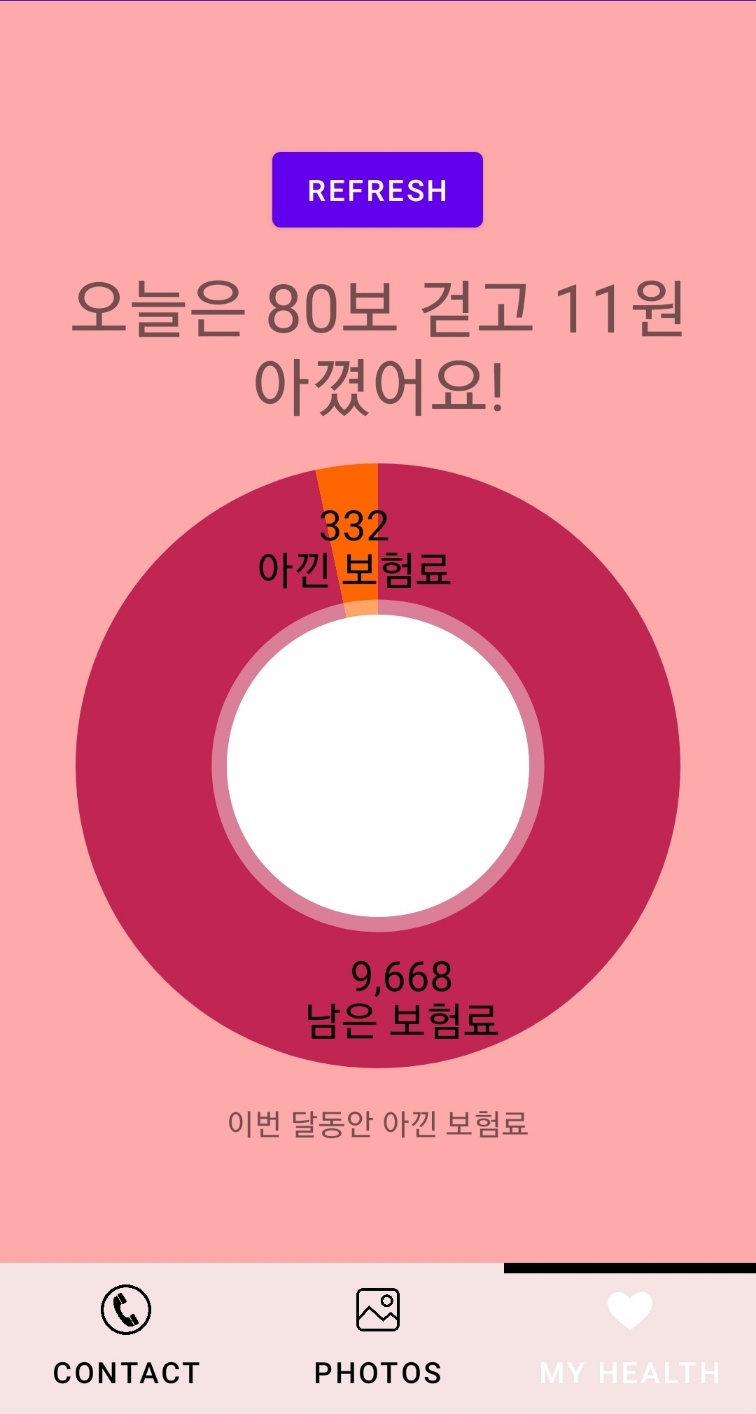 REFRESH
오늘은 80보 걷고 11원
아꼈어요!
332
아낀 보험료
9,668
남은 보험료
이번 달동안 아낀 보험료
CONTACT
PHOTOS
MY HEALTH